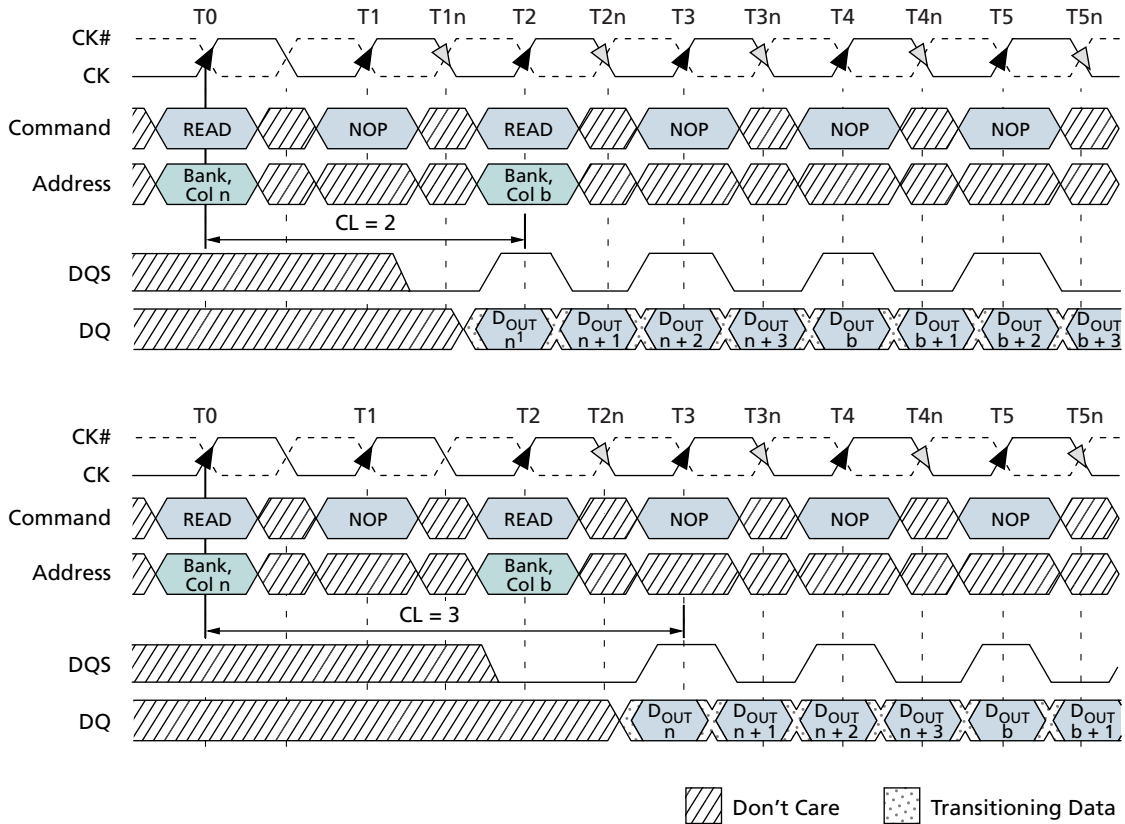 T0 T1 T1n T2 T2n T3 T3n T4 T4n T5 T5n
CK#
CK
Command READ NOP READ NOP NOP NOP
Address Bank, Col n Bank, Col b
CL = 2
DQS
DQ DOUT n1 DOUT n + 1 DOUT n + 2 DOUT n + 3 DOUT b DOUT b + 1 DOUT b + 2 DOUT b + 3
T0 T1 T2 T2n T3 T3n T4 T4n T5 T5n
CK#
CK
Command READ NOP READ NOP NOP NOP
Address Bank, Col n Bank, Col b
CL = 3
DQS
DQ DOUT n DOUT n + 1 DOUT n + 2 DOUT n + 3 DOUT b DOUT b + 1
Don't Care Transitioning Data